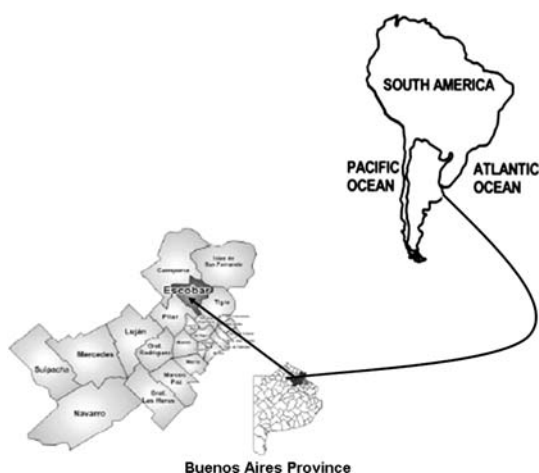 SOUTH AMERICA
PACIFIC
OCEAN
ATLANTIC
OCEAN
Islas de
San Fernando
Campana
Escobar
Tigre
Pilar
Luján
Gral.
Rodriguez
Mercedes
Suipacha
Marcos
Paz
Gral.
Las Heras
Navarro
Buenos Aires Province